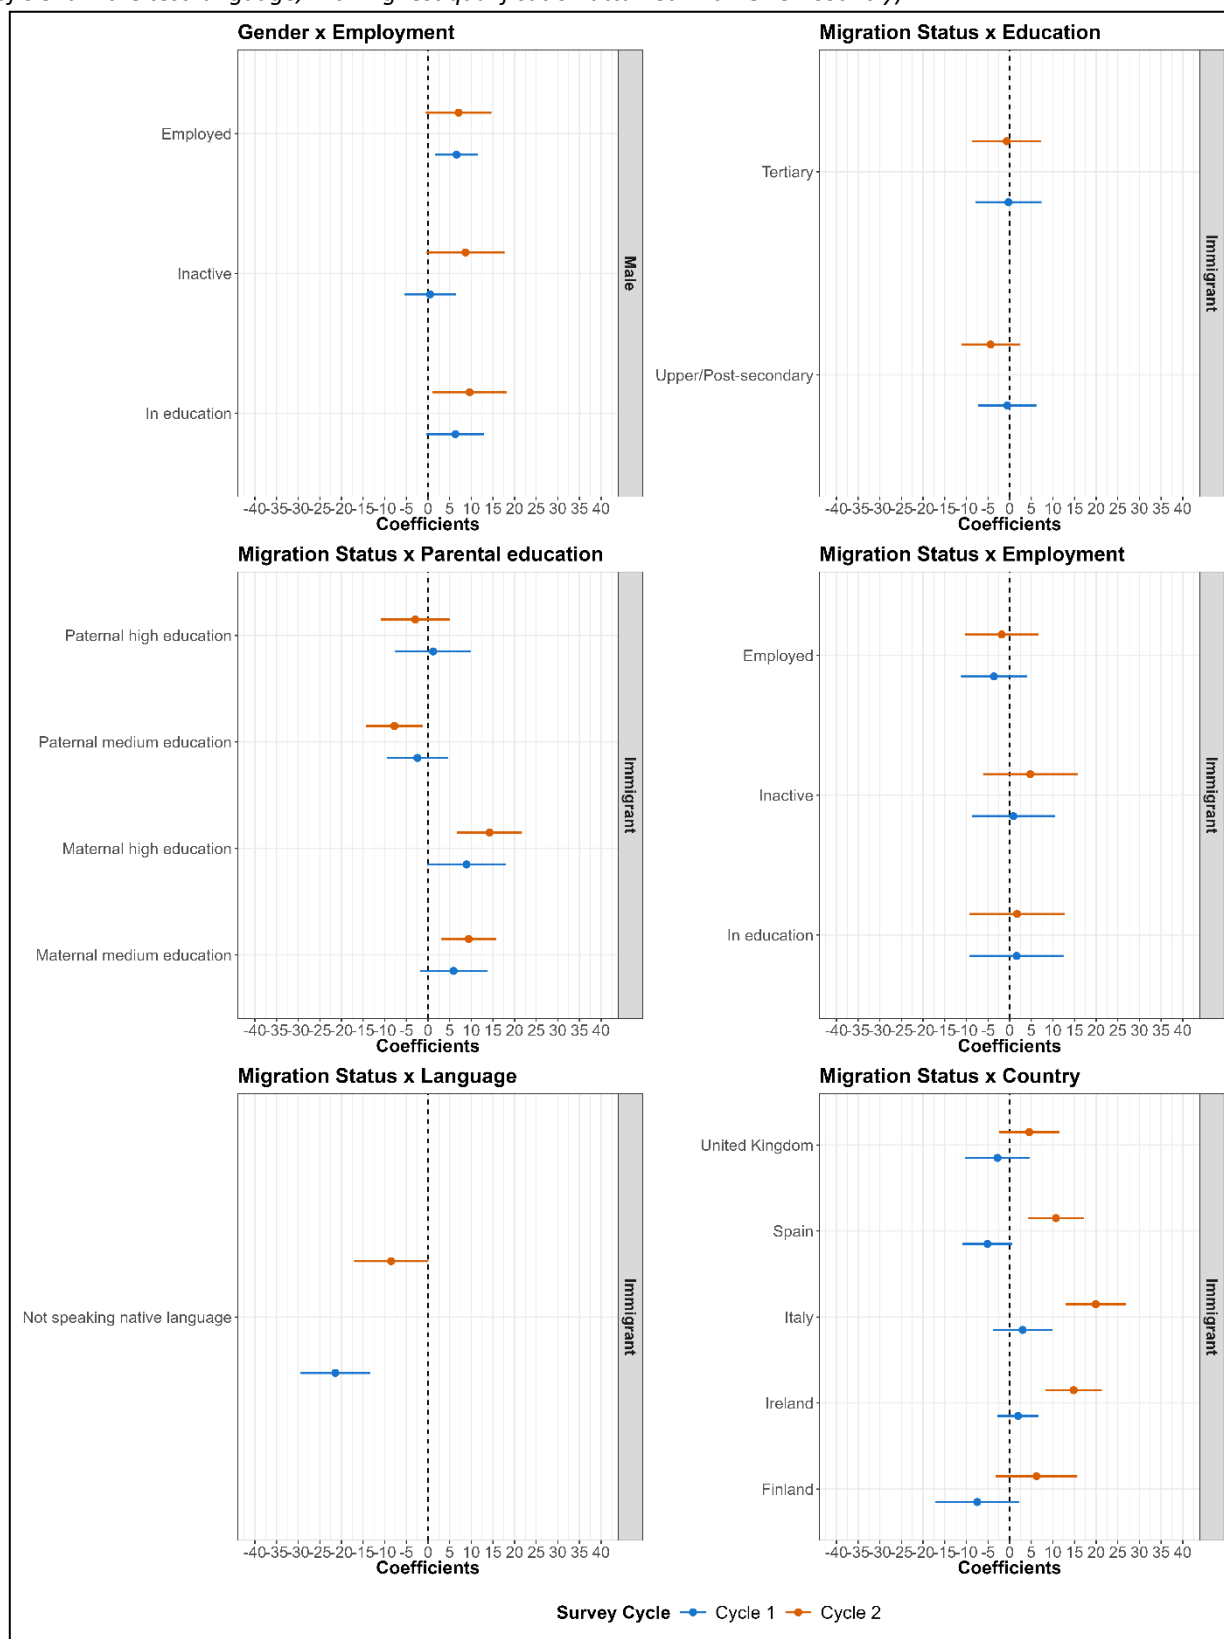 Gender x Employment
Employed
Inactive
In education
Male
-40-35-30-25-20-15-10 -5 0 5 10 15 20 25 30 35 40
Coefficients
Migration Status x Education
Tertiary
Upper/Post-secondary
Immigrant
-40-35-30-25-20-15-10 -5 0 5 10 15 20 25 30 35 40
Coefficients
Migration Status x Parental education
Paternal high education
Paternal medium education
Maternal high education
Maternal medium education
Immigrant
-40-35-30-25-20-15-10 -5 0 5 10 15 20 25 30 35 40
Coefficients
Migration Status x Employment
Employed
Inactive
In education
Immigrant
-40-35-30-25-20-15-10 -5 0 5 10 15 20 25 30 35 40
Coefficients
Migration Status x Language
Not speaking native language
Immigrant
-40-35-30-25-20-15-10 -5 0 5 10 15 20 25 30 35 40
Coefficients
Migration Status x Country
United Kingdom
Spain
Italy
Ireland
Finland
Immigrant
-40-35-30-25-20-15-10 -5 0 5 10 15 20 25 30 35 40
Coefficients
Survey Cycle Cycle 1 Cycle 2